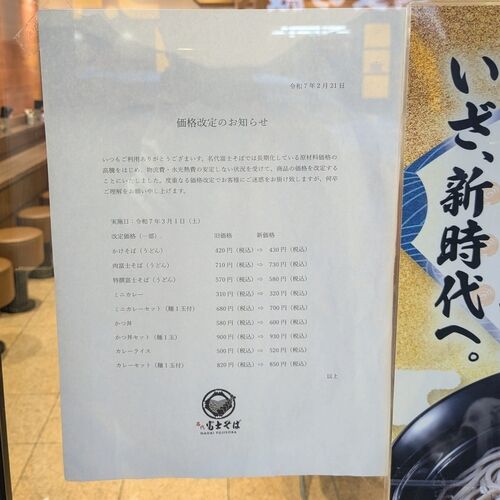 令和7年2月21日
価格改定のお知らせ
いつもご利用ありがとうございます。名代富士そばでは長期化している原材料価格の
高騰をはじめ、物流費・水光熱費の安定しない状況を受けて、商品の価格を改定する
ことにいたしました。度重なる価格改定でお客様にご迷惑をお掛け致しますが、何卒
ご理解をお願い申し上げます。
実施日：令和7年3月1日（土）
改定価格（一部） 旧価格 新価格
かけそば（うどん） 420円（税込）⇨ 430円（税込）
肉富士そば（うどん） 710円（税込）⇨ 730円（税込）
特撰富士そば（うどん） 570円（税込）⇨ 580円（税込）
ミニカレー 310円（税込）⇨ 320円（税込）
ミニカレーセット（麺1玉付） 680円（税込）⇨ 700円（税込）
かつ丼 580円（税込）⇨ 600円（税込）
かつ丼セット（麺1玉） 900円（税込）⇨ 930円（税込）
カレーライス 500円（税込）⇨ 520円（税込）
カレーセット（麺1玉付） 820円（税込）⇨ 850円（税込）
以上
名代 富士そば
NADAI FUJISOBA
いざ、新時代へ。